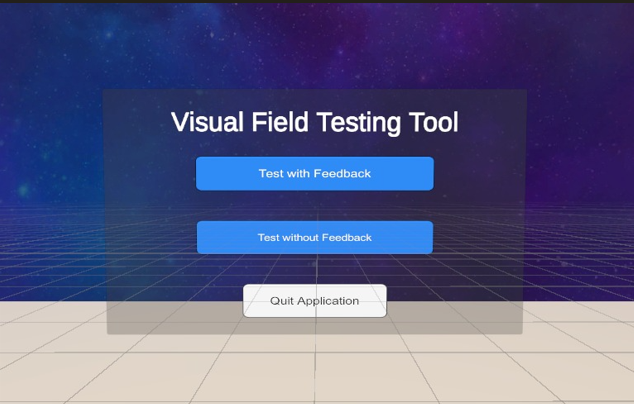 Visual Field Testing Tool
Test with Feedback
Test without Feedback
Quit Application